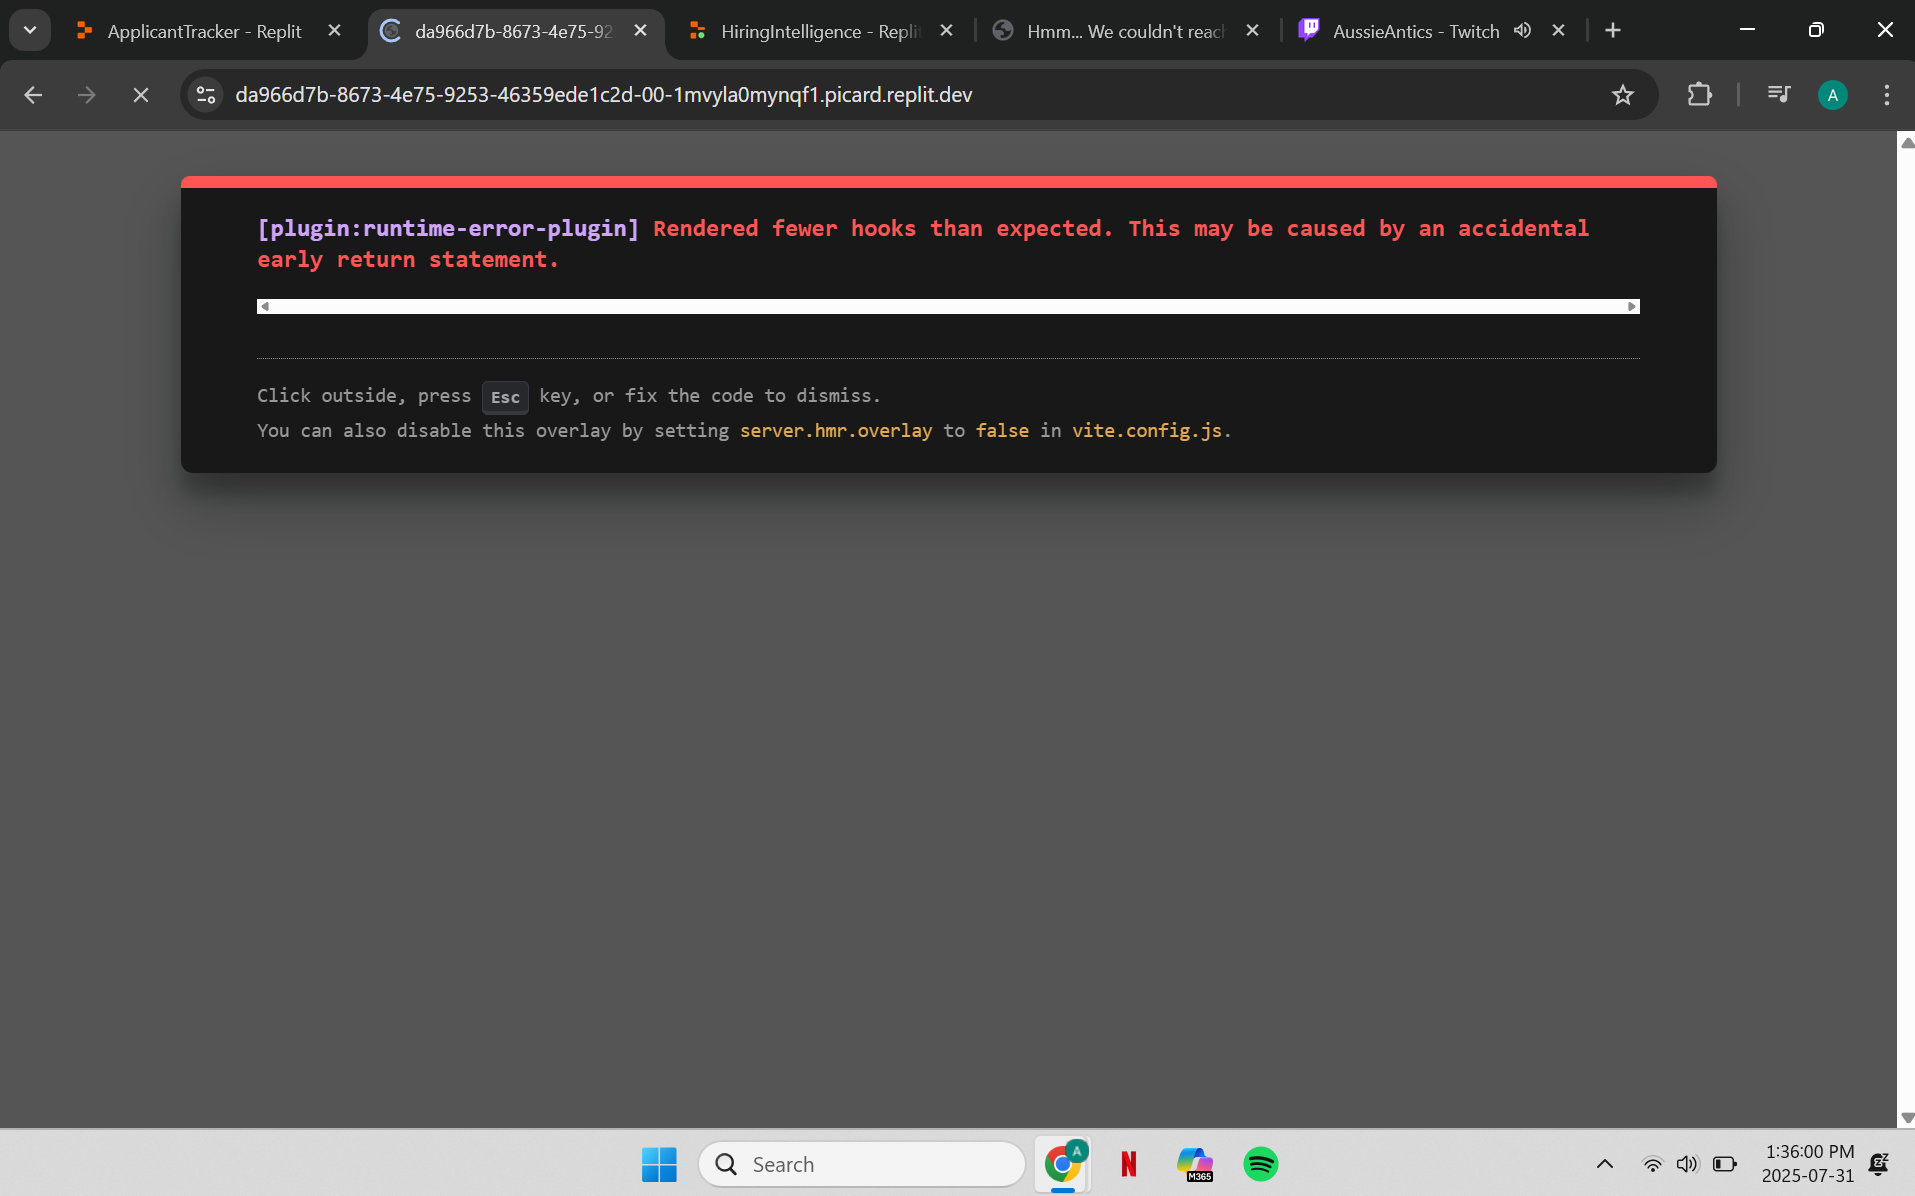 ApplicantTracker - Replit
da966d7b-8673-4e75-92
HiringIntelligence - Repli
Hmm... We couldn't reach
AussieAntics - Twitch
da966d7b-8673-4e75-9253-46359ede1c2d-00-1mvyla0mynqf1.picard.replit.dev
A
[plugin:runtime-error-plugin] Rendered fewer hooks than expected. This may be caused by an accidental
early return statement.
Click outside, press Esc key, or fix the code to dismiss.
You can also disable this overlay by setting server.hmr.overlay to false in vite.config.js.
Search
A
N
M365
1:36:00 PM
2025-07-31